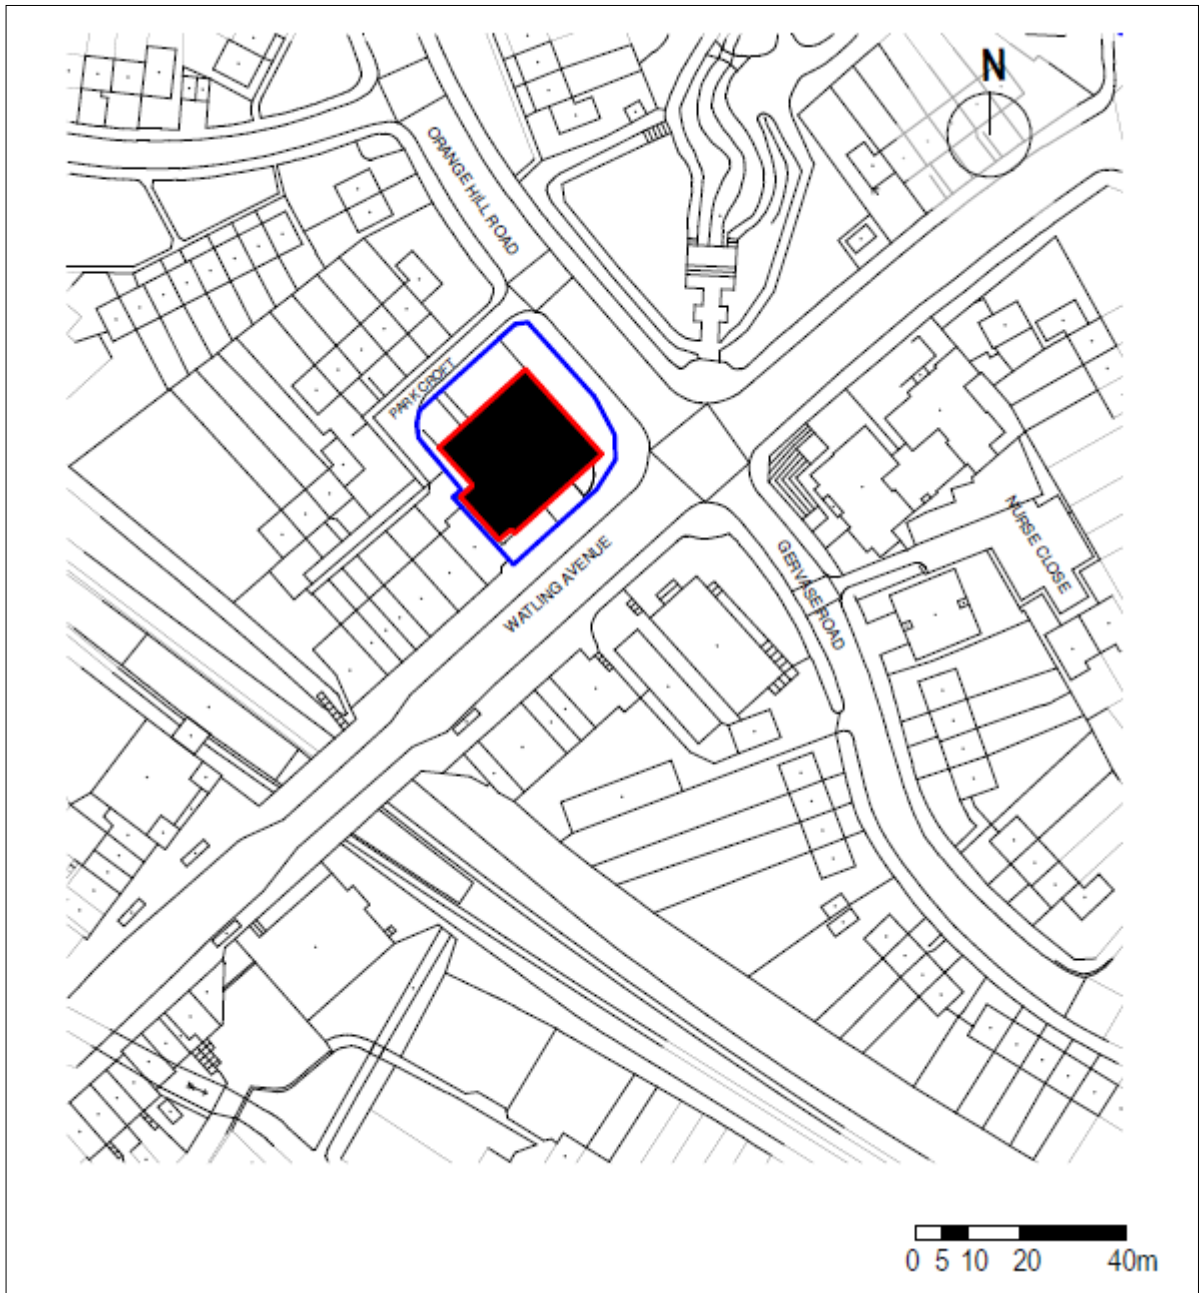 N
ORANGE HILL ROAD
PARK CROFT
NURSE CLOSE
WATLING AVENUE
GERVASE ROAD
0 5 10 20 40m